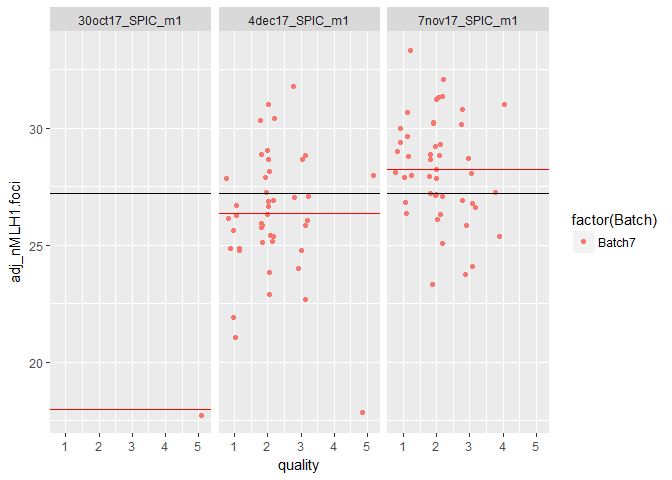 30oct17_SPIC_m1 4dec17_SPIC_m1 7nov17_SPIC_m1
30
25
20
adj_nMLH1.foci
1 2 3 4 5 1 2 3 4 5 1 2 3 4 5
quality
factor(Batch)
Batch7